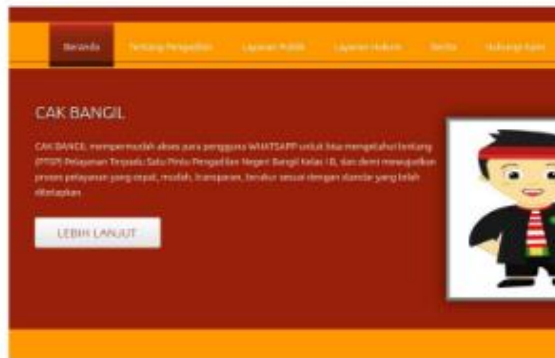 Beranda Tentang Pengadilan Layanan Publik Layanan Hukum Berita Hubungi Kami
CAK BANGIL
CAK BANGIL, mempermudah akses para pengguna WHATSAPP untuk bisa mengetahui tentang
(PTSP) Pelayanan Terpadu Satu Pintu Pengadilan Negeri Bangil Kelas I B, dan demi mewujudkan
proses pelayanan yang cepat, mudah, transparan, terukur sesuai dengan standar yang telah
ditetapkan.
LEBIH LANJUT